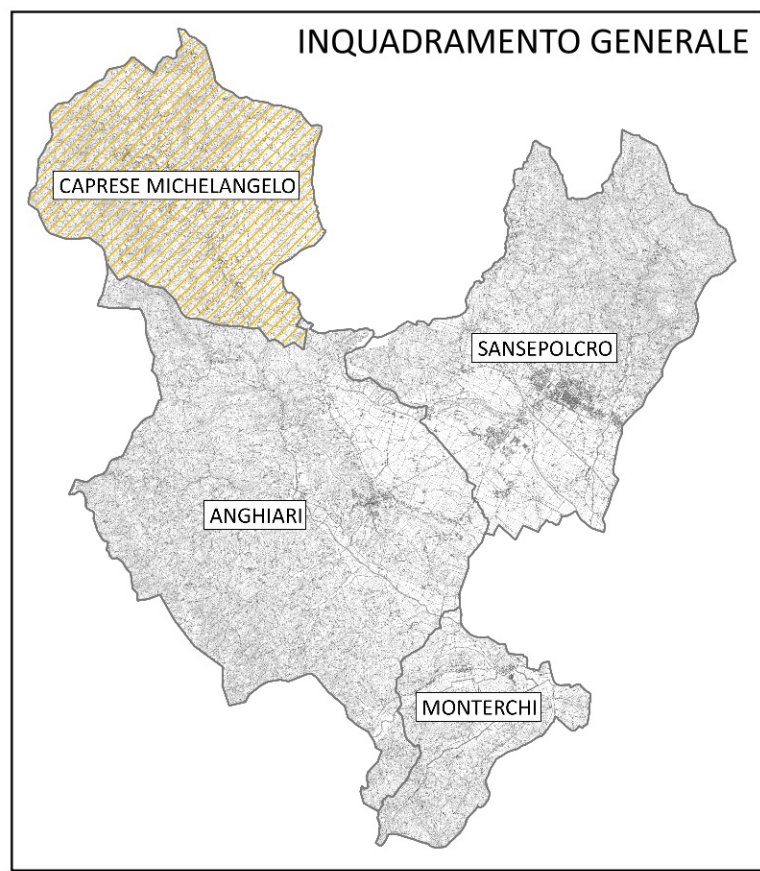 INQUADRAMENTO GENERALE
CAPRESE MICHELANGELO
SANSEPOLCRO
ANGHIARI
MONTERCHI